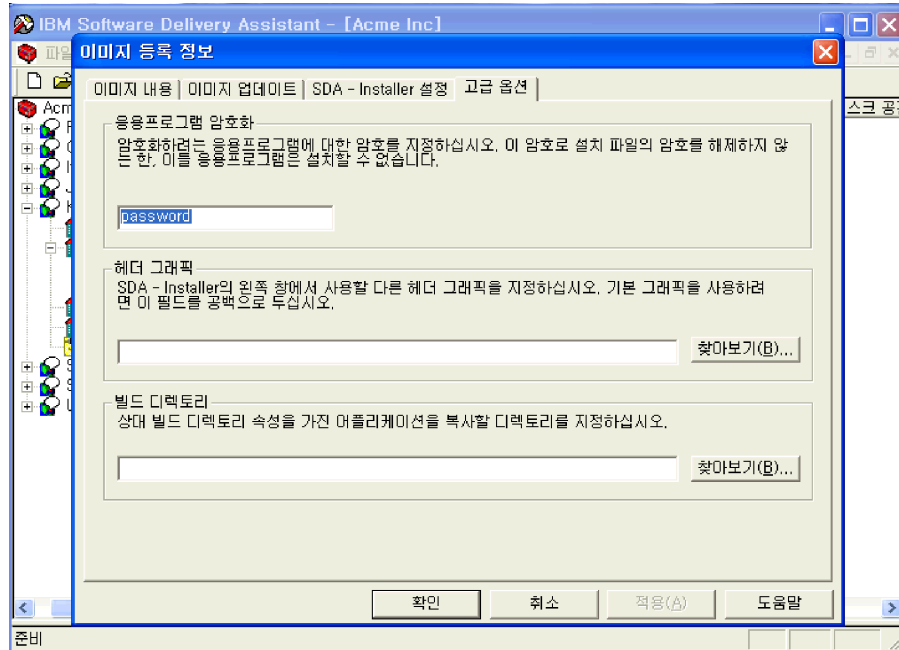 IBM Software Delivery Assistant - [Acme Inc]
이미지 등록 정보
이미지 내용
이미지 업데이트
SDA - Installer 설정
고급 옵션
응용프로그램 암호화
암호화하려는 응용프로그램에 대한 암호를 지정하십시오. 이 암호로 설치 파일의 암호를 해제하지 않
는 한, 이를 응용프로그램은 설치할 수 없습니다.
password
헤더 그래픽
SDA - Installer의 왼쪽 창에서 사용할 다른 헤더 그래픽을 지정하십시오. 기본 그래픽을 사용하려
면 이 필드를 공백으로 두십시오.
찾아보기(B)...
빌드 디렉토리
상대 빌드 디렉토리 속성을 가진 어플리케이션을 복사할 디렉토리를 지정하십시오.
찾아보기(B)...
확인
취소
적용(A)
도움말
준비